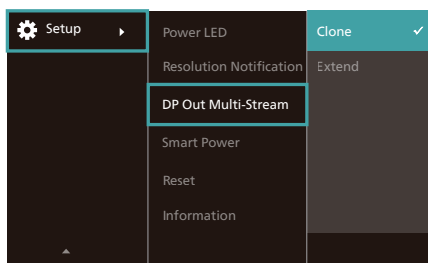 Setup
Power LED
Resolution Notification
DP Out Multi-Stream
Smart Power
Reset
Information
Clone
Extend